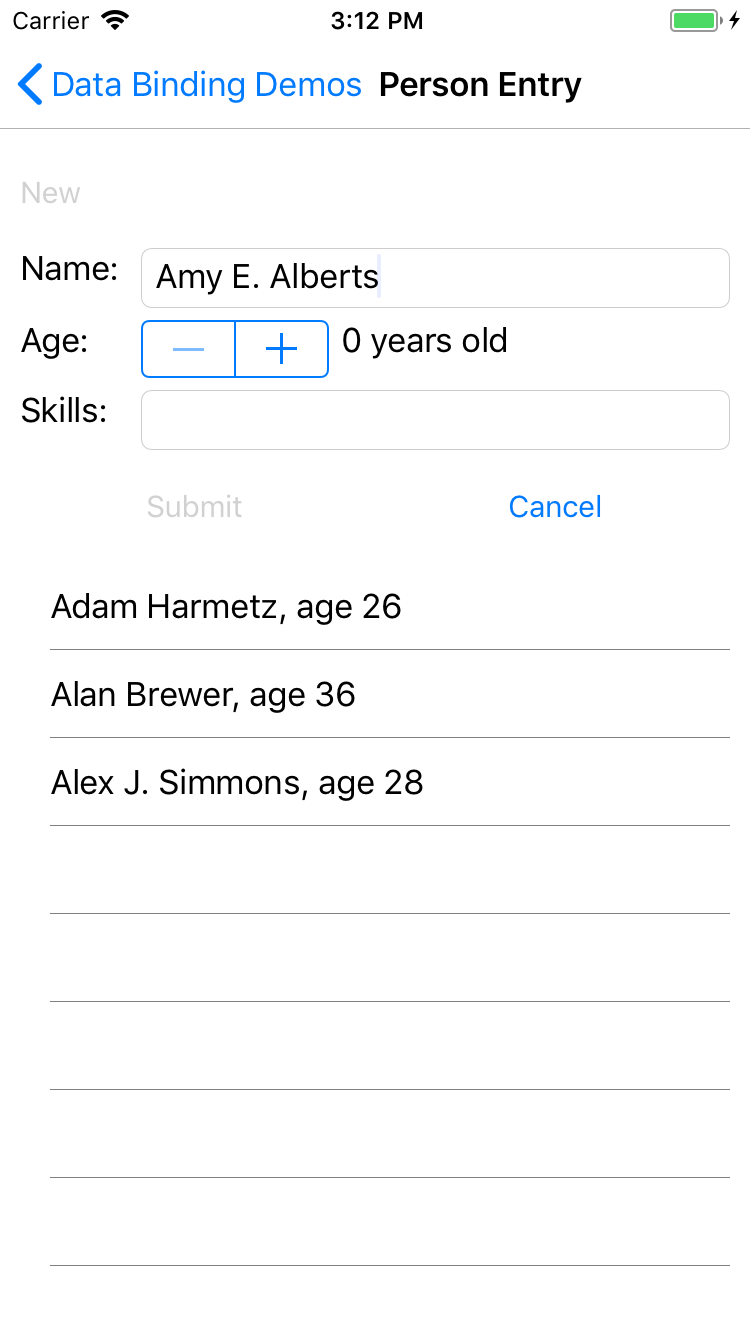 Carrier 3:12 PM
Data Binding Demos Person Entry
New
Name: Amy E. Alberts
Age: 0 years old
Skills:
Submit Cancel
Adam Harmetz, age 26
Alan Brewer, age 36
Alex J. Simmons, age 28